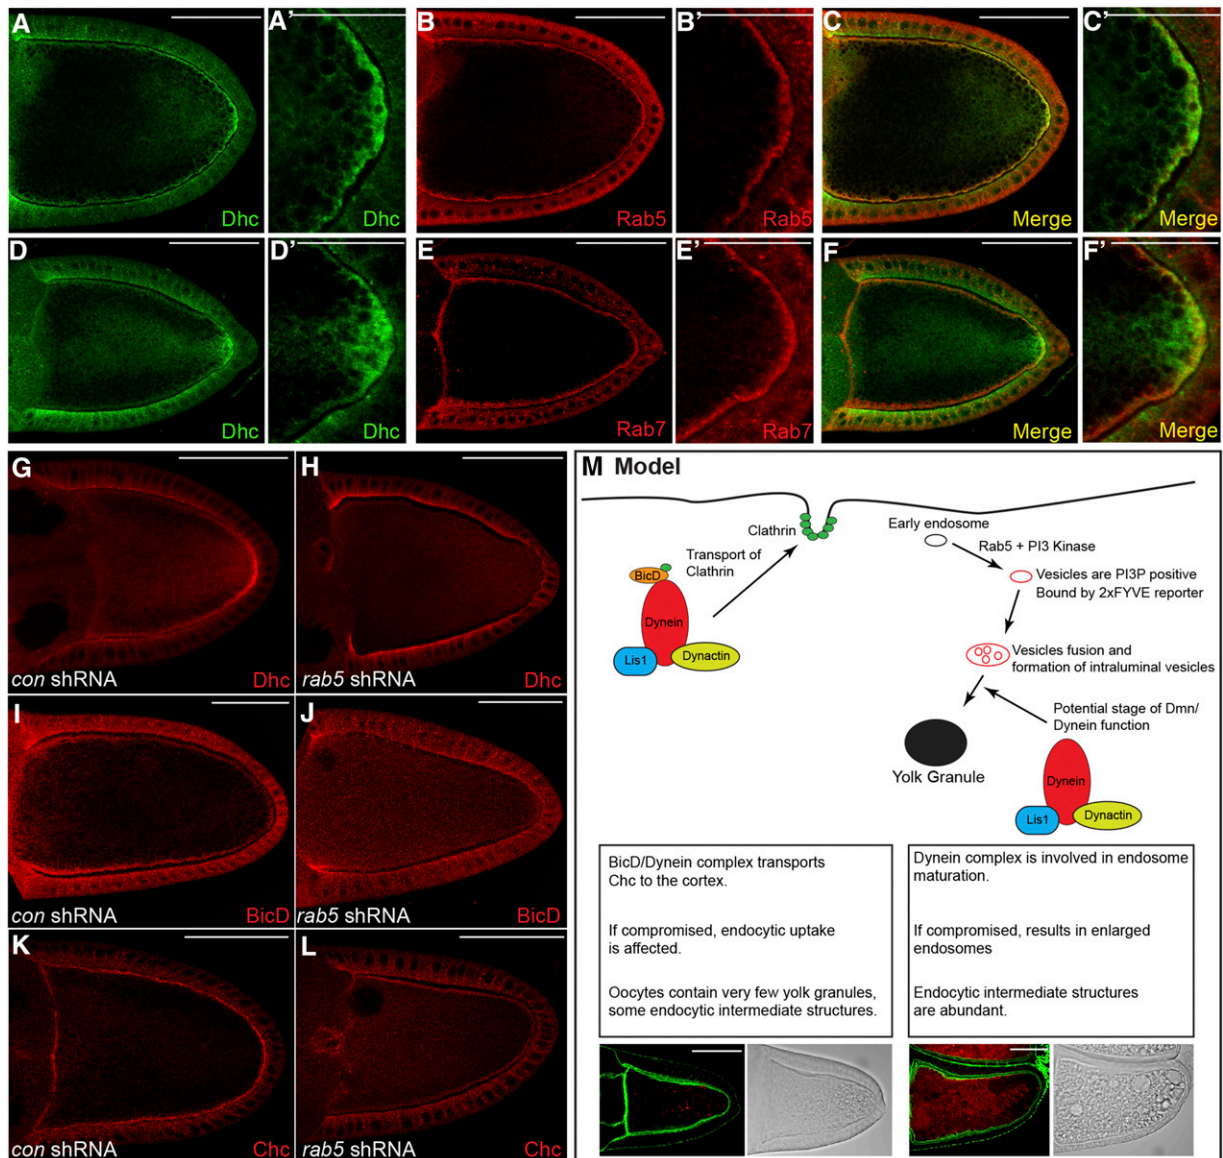 A
Dhc
A'
Dhc
B
Rab5
B'
Rab5
C
Merge
C'
Merge
D
Dhc
D'
Dhc
E
Rab7
E'
Rab7
F
Merge
F'
Merge
G
con shRNA
Dhc
H
rab5 shRNA
I
con shRNA
BicD
J
rab5 shRNA
K
con shRNA
Chc
L
rab5 shRNA
M Model
Clathrin
Transport of
Clathrin
BicD
Dynein
Lis1
Dynactin
Early endosome
Rab5 + PI3 Kinase
Vesicles are PI3P positive
Bound by 2xFYVE reporter
Vesicles fusion and
formation of intraluminal vesicles
Potential stage of Dmn/
Dynein function
Yolk Granule
Dynein
Lis1
Dynactin
BicD/Dynein complex transports
Chc to the cortex.
If compromised, endocytic uptake
is affected.
Oocytes contain very few yolk granules,
some endocytic intermediate structures.
Dynein complex is involved in endosome
maturation.
If compromised, results in enlarged
endosomes
Endocytic intermediate structures
are abundant.